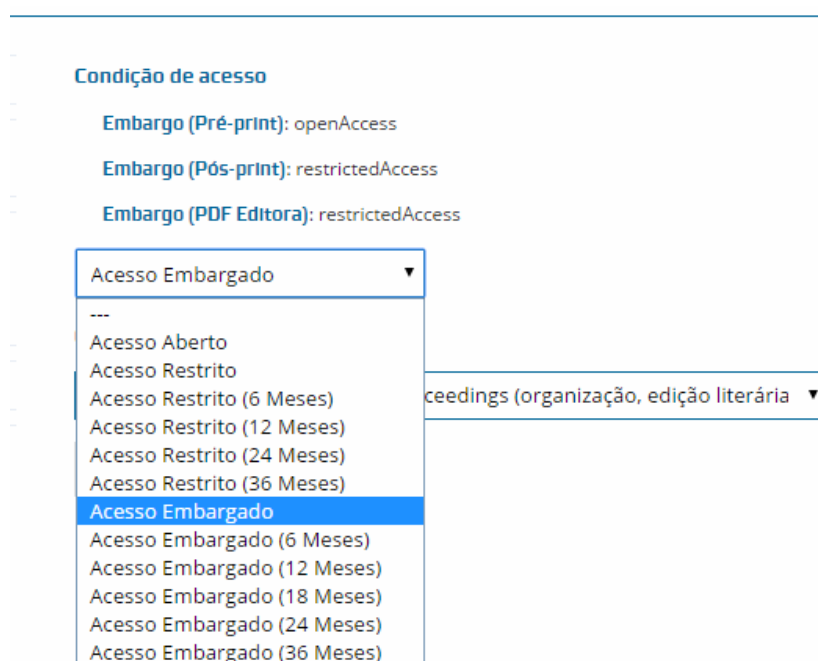 Condição de acesso
Embargo (Pré-print): openAccess
Embargo (Pós-print): restrictedAccess
Embargo (PDF Editora): restrictedAccess
Acesso Embargado
---
Acesso Aberto
Acesso Restrito
Acesso Restrito (6 Meses)
ceedings (organização, edição literária
Acesso Restrito (12 Meses)
Acesso Restrito (24 Meses)
Acesso Restrito (36 Meses)
Acesso Embargado
Acesso Embargado (6 Meses)
Acesso Embargado (12 Meses)
Acesso Embargado (18 Meses)
Acesso Embargado (24 Meses)
Acesso Embargado (36 Meses)